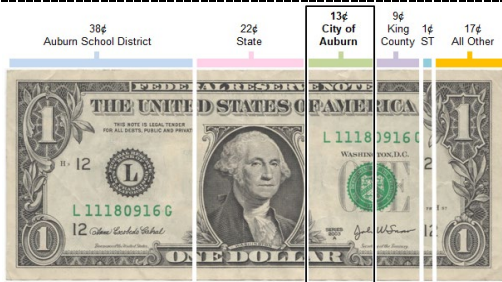 38¢
Auburn School District
22¢
State
13¢
City of
Auburn
9¢
King
County
1¢
ST
17¢
All Other
FEDERAL RESERVE NOTE
THE UNITED STATES OF AMERICA
THIS NOTE IS LEGAL TENDER
FOR ALL DEBTS, PUBLIC AND PRIVATE
L 11180916 G
WASHINGTON, D.C.
12
L
L 11180916 G
12
SERIES
ONE DOLLAR
1
1
1
1